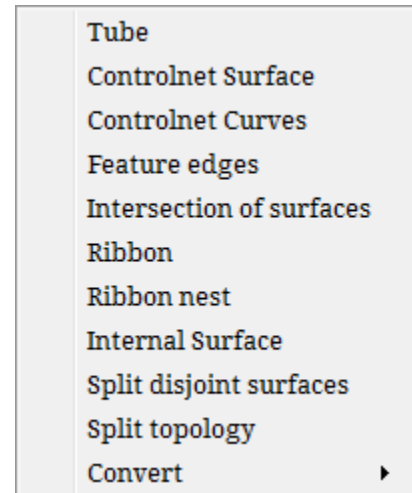 Tube
Controlnet Surface
Controlnet Curves
Feature edges
Intersection of surfaces
Ribbon
Ribbon nest
Internal Surface
Split disjoint surfaces
Split topology
Convert